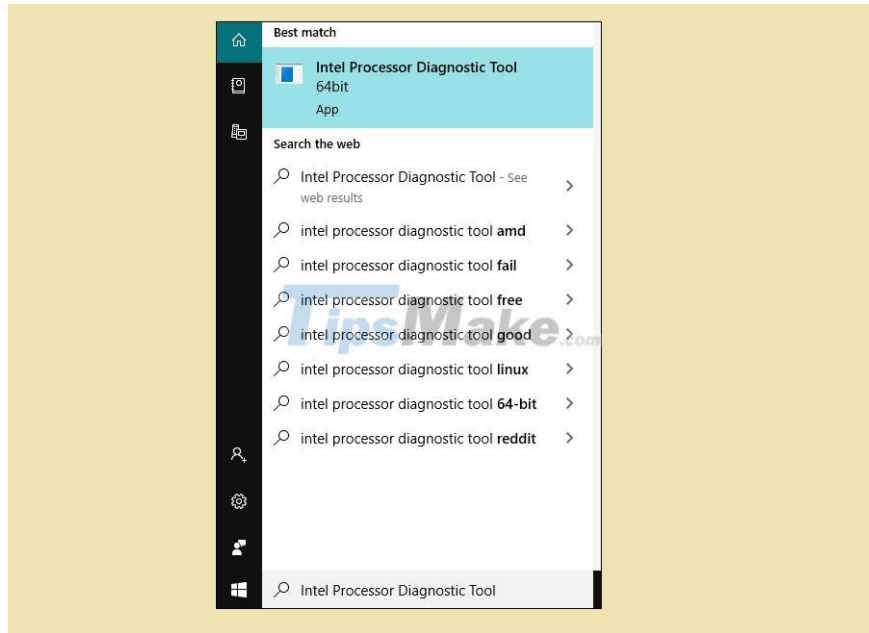 Best match
Intel Processor Diagnostic Tool
64bit
App
Search the web
Intel Processor Diagnostic Tool - See
web results
intel processor diagnostic tool amd
intel processor diagnostic tool fail
intel processor diagnostic tool free
intel processor diagnostic tool good
TipsMake.com
intel processor diagnostic tool linux
intel processor diagnostic tool 64-bit
intel processor diagnostic tool reddit
Intel Processor Diagnostic Tool